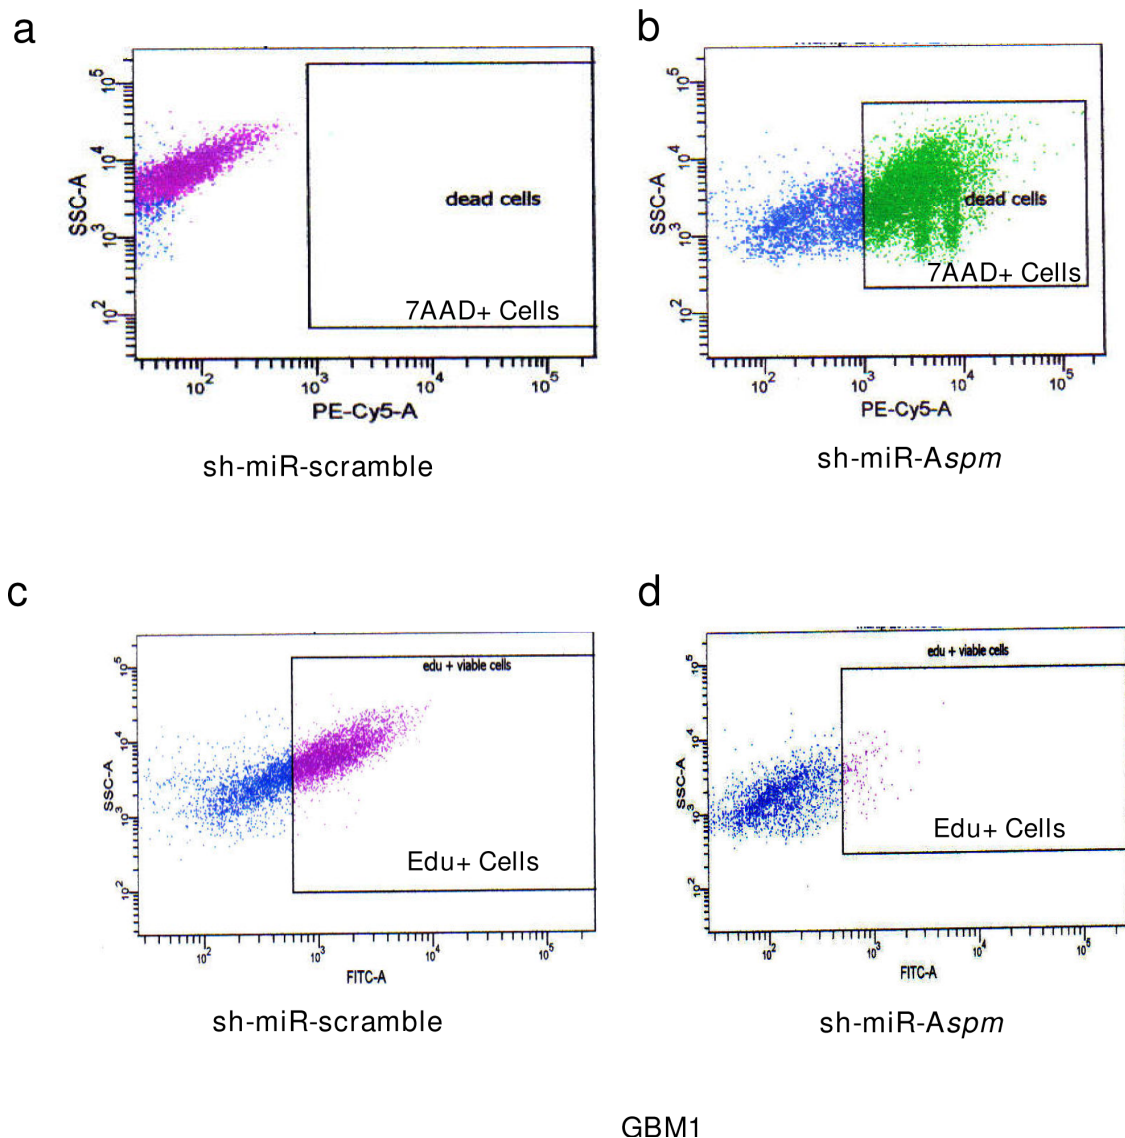 a
b
10^5
10^4
10^3
10^2
SSC-A
dead cells
7AAD+ Cells
10^2
10^3
10^4
10^5
PE-Cy5-A
sh-miR-scramble
10^5
10^4
10^3
10^2
SSC-A
dead cells
7AAD+ Cells
10^2
10^3
10^4
10^5
PE-Cy5-A
sh-miR-Aspm
c
d
10^5
10^4
10^3
10^2
SSC-A
edu + viable cells
Edu+ Cells
10^2
10^3
10^4
10^5
FITC-A
sh-miR-scramble
10^5
10^4
10^3
10^2
SSC-A
edu + viable cells
Edu+ Cells
10^2
10^3
10^4
10^5
FITC-A
sh-miR-Aspm
GBM1